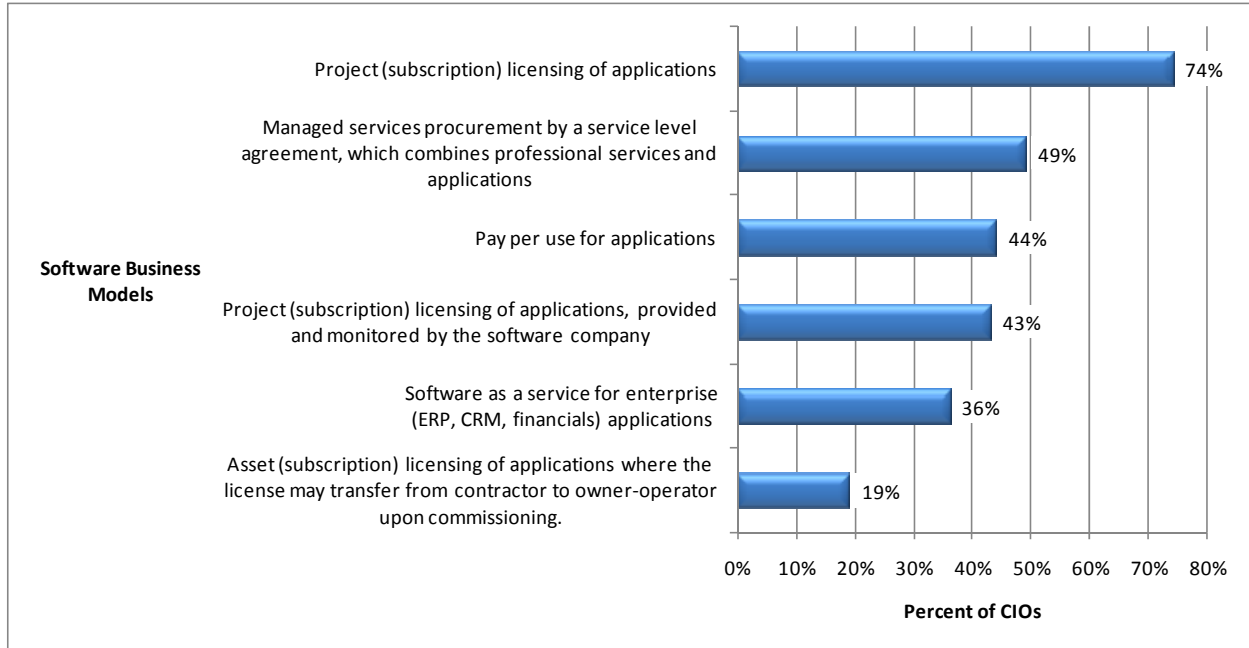 Project (subscription) licensing of applications
74%
Managed services procurement by a service level
agreement, which combines professional services and
applications
49%
Pay per use for applications
44%
Software Business
Models
Project (subscription) licensing of applications, provided
and monitored by the software company
43%
Software as a service for enterprise
(ERP, CRM, financials) applications
36%
Asset (subscription) licensing of applications where the
license may transfer from contractor to owner-operator
upon commissioning.
19%
0% 10% 20% 30% 40% 50% 60% 70% 80%
Percent of CIOs